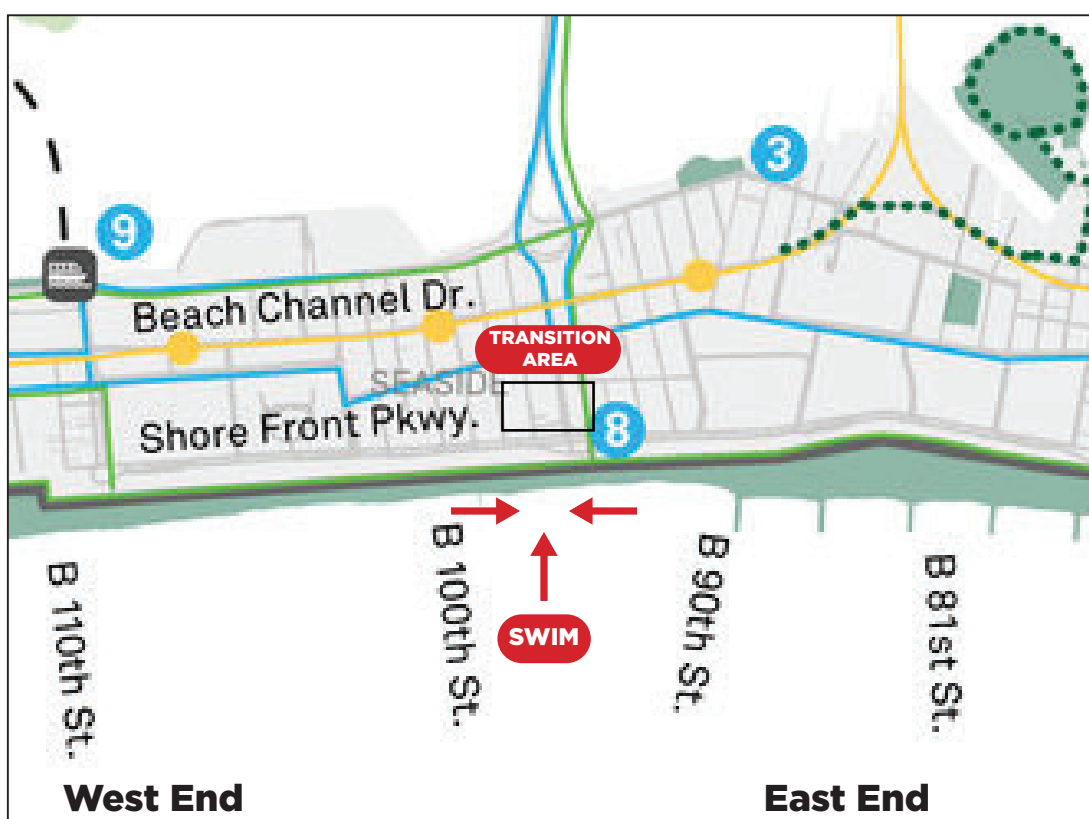 3
9
Beach Channel Dr.
TRANSITION
AREA
SEASIDE
Shore Front Pkwy.
8
B 110th St.
B 100th St.
B 90th St.
B 81st St.
SWIM
West End
East End